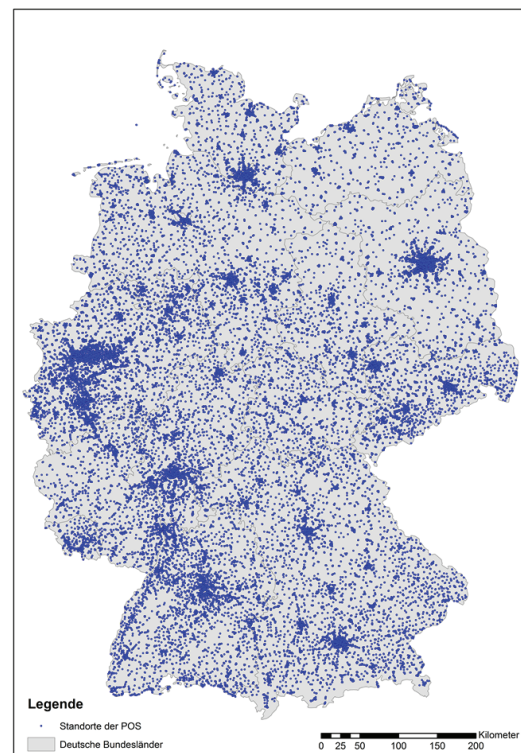 Legende
Standorte der POS
Deutsche Bundesländer
Kilometer
0 25 50 100 150 200